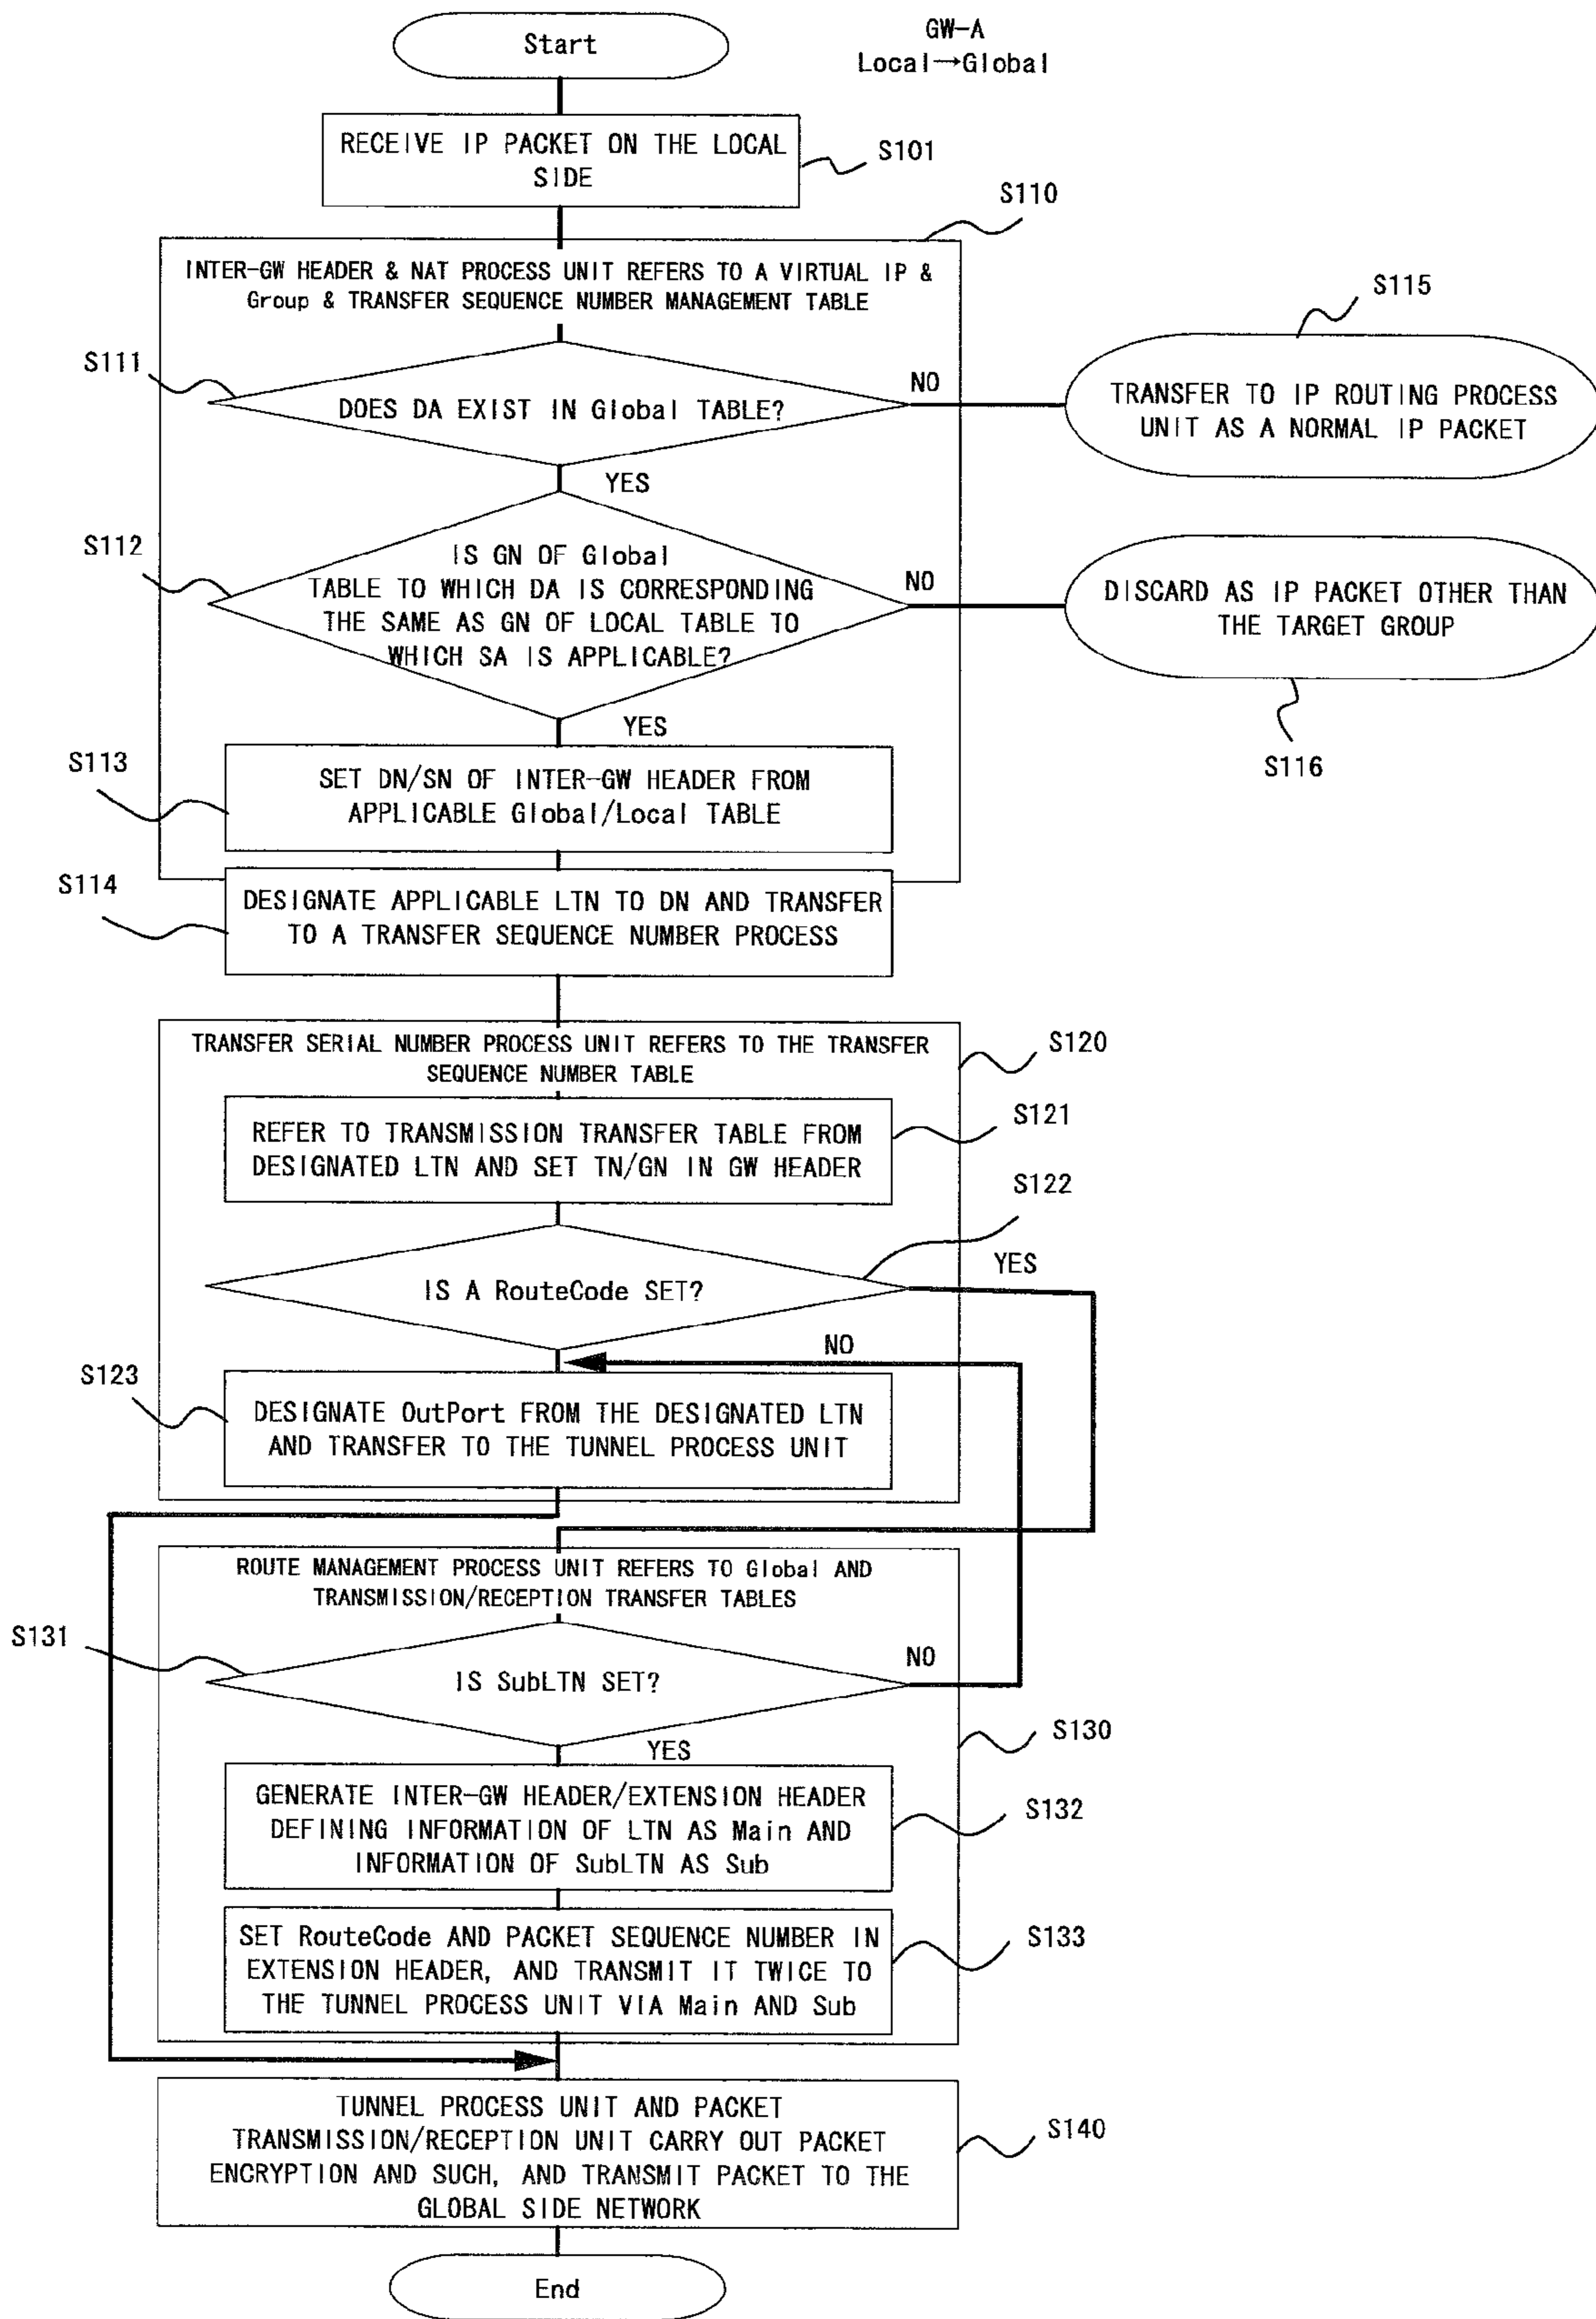 Start
GW-A
Local→Global
RECEIVE IP PACKET ON THE LOCAL
SIDE
S101
S110
INTER-GW HEADER & NAT PROCESS UNIT REFERS TO A VIRTUAL IP &
Group & TRANSFER SEQUENCE NUMBER MANAGEMENT TABLE
S111
DOES DA EXIST IN Global TABLE?
NO
S115
TRANSFER TO IP ROUTING PROCESS
UNIT AS A NORMAL IP PACKET
YES
S112
IS GN OF Global
TABLE TO WHICH DA IS CORRESPONDING
THE SAME AS GN OF LOCAL TABLE TO
WHICH SA IS APPLICABLE?
NO
DISCARD AS IP PACKET OTHER THAN
THE TARGET GROUP
S116
YES
S113
SET DN/SN OF INTER-GW HEADER FROM
APPLICABLE Global/Local TABLE
S114
DESIGNATE APPLICABLE LTN TO DN AND TRANSFER
TO A TRANSFER SEQUENCE NUMBER PROCESS
TRANSFER SERIAL NUMBER PROCESS UNIT REFERS TO THE TRANSFER
SEQUENCE NUMBER TABLE
S120
REFER TO TRANSMISSION TRANSFER TABLE FROM
DESIGNATED LTN AND SET TN/GN IN GW HEADER
S121
S122
IS A RouteCode SET?
YES
NO
S123
DESIGNATE OutPort FROM THE DESIGNATED LTN
AND TRANSFER TO THE TUNNEL PROCESS UNIT
ROUTE MANAGEMENT PROCESS UNIT REFERS TO Global AND
TRANSMISSION/RECEPTION TRANSFER TABLES
S131
IS SubLTN SET?
NO
S130
YES
GENERATE INTER-GW HEADER/EXTENSION HEADER
DEFINING INFORMATION OF LTN AS Main AND
INFORMATION OF SubLTN AS Sub
S132
SET RouteCode AND PACKET SEQUENCE NUMBER IN
EXTENSION HEADER, AND TRANSMIT IT TWICE TO
THE TUNNEL PROCESS UNIT VIA Main AND Sub
S133
TUNNEL PROCESS UNIT AND PACKET
TRANSMISSION/RECEPTION UNIT CARRY OUT PACKET
ENCRYPTION AND SUCH, AND TRANSMIT PACKET TO THE
GLOBAL SIDE NETWORK
S140
End